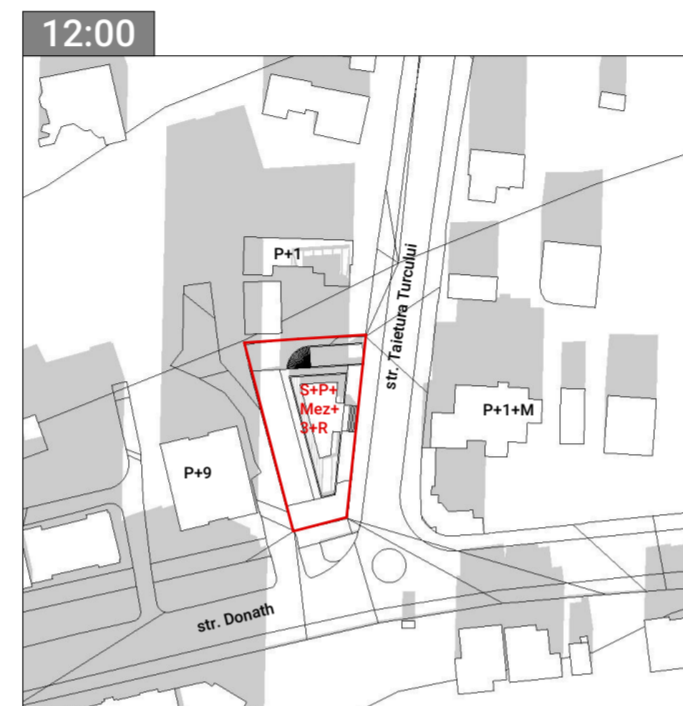 12:00
P+1
str. Taietura Turcului
S+P+
Mez+
3+R
P+1+M
P+9
str. Donath